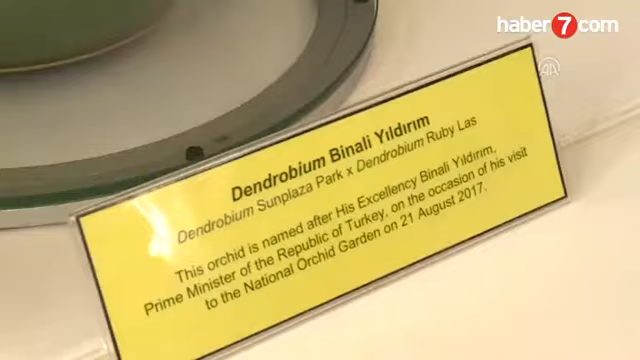 haber7com
AA
Dendrobium Binali Yıldırım
Dendrobium Sunplaza Park x Dendrobium Ruby Las
This orchid is named after His Excellency Binali Yıldırım,
Prime Minister of the Republic of Turkey, on the occasion of his visit
to the National Orchid Garden on 21 August 2017.